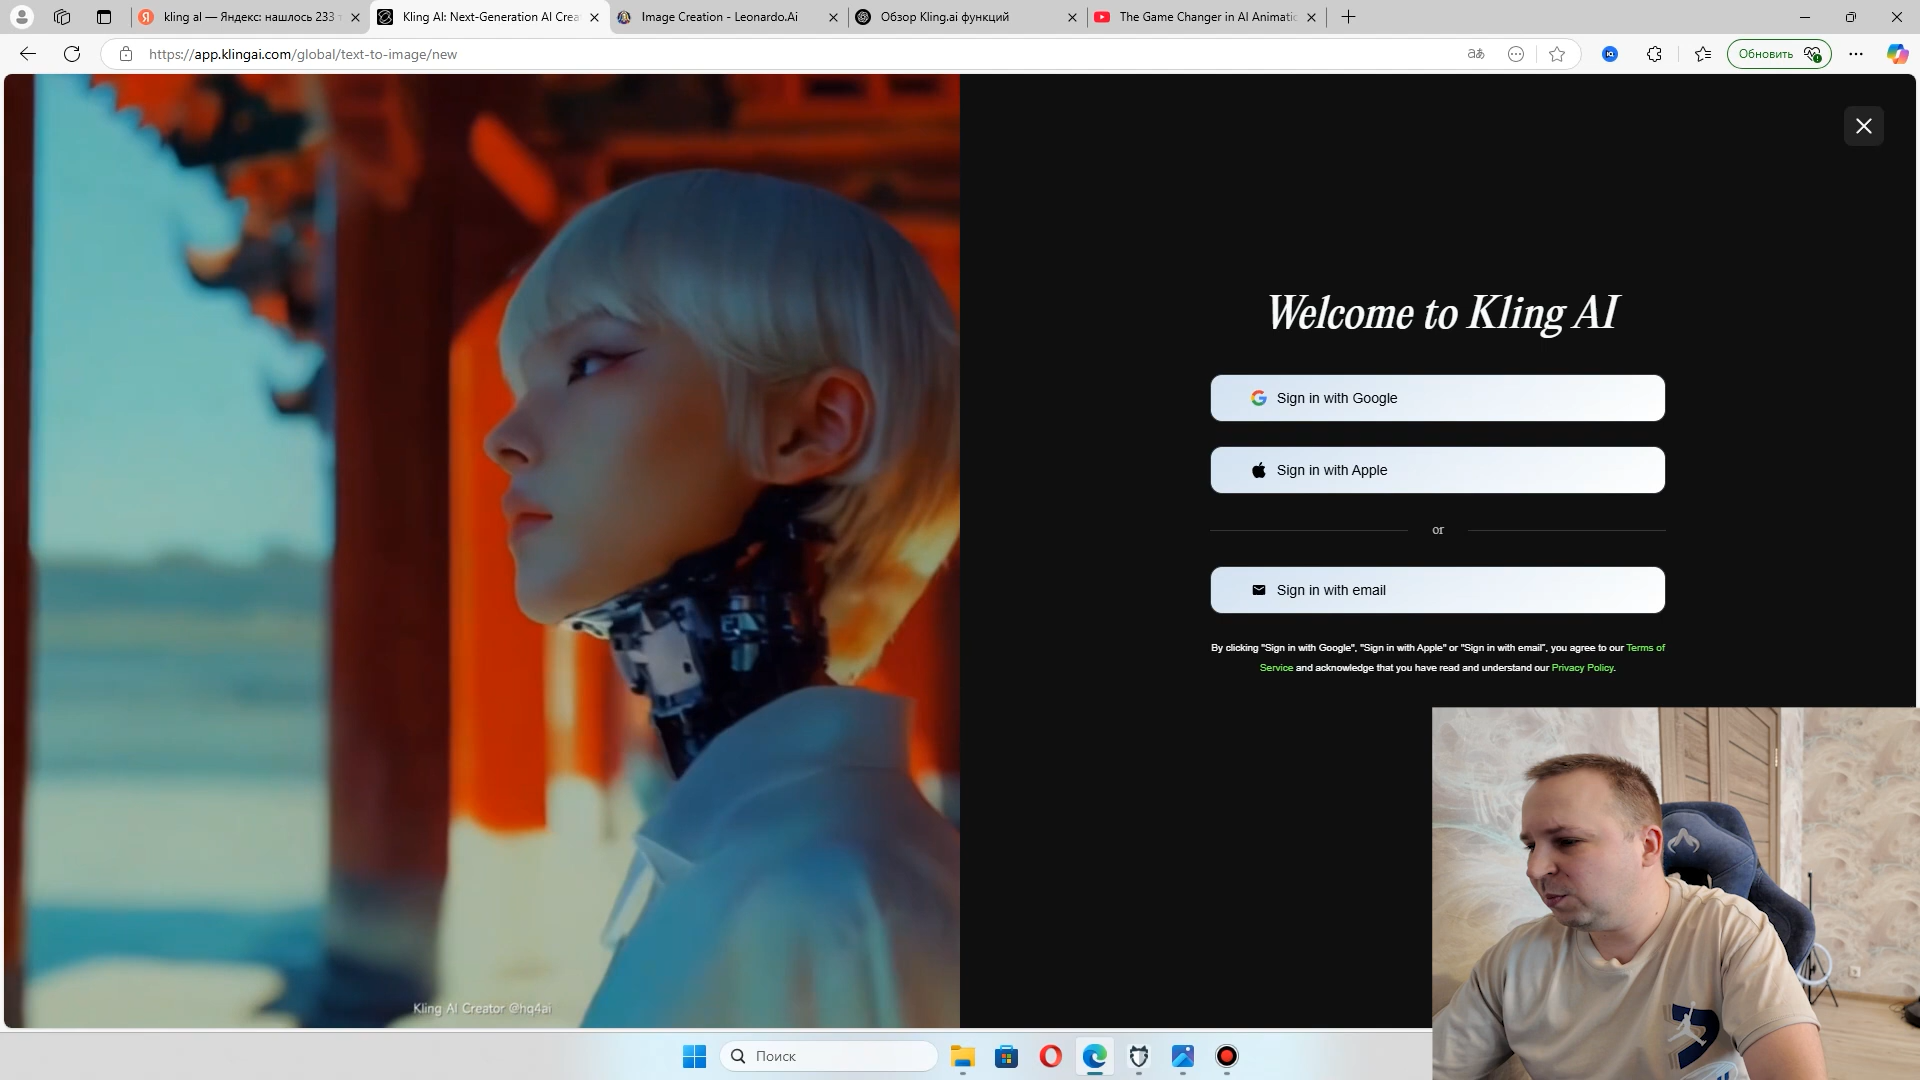 kling al — Яндекс: нашлось 233 т
Kling AI: Next-Generation AI Crea
Image Creation - Leonardo.Ai
Обзор Kling.ai функций
The Game Changer in AI Animatic
https://app.klingai.com/global/text-to-image/new
Обновить
Welcome to Kling AI
Sign in with Google
Sign in with Apple
or
Sign in with email
By clicking "Sign in with Google", "Sign in with Apple" or "Sign in with email", you agree to our Terms of
Service and acknowledge that you have read and understand our Privacy Policy.
Kling AI Creator @hq4ai
Поиск